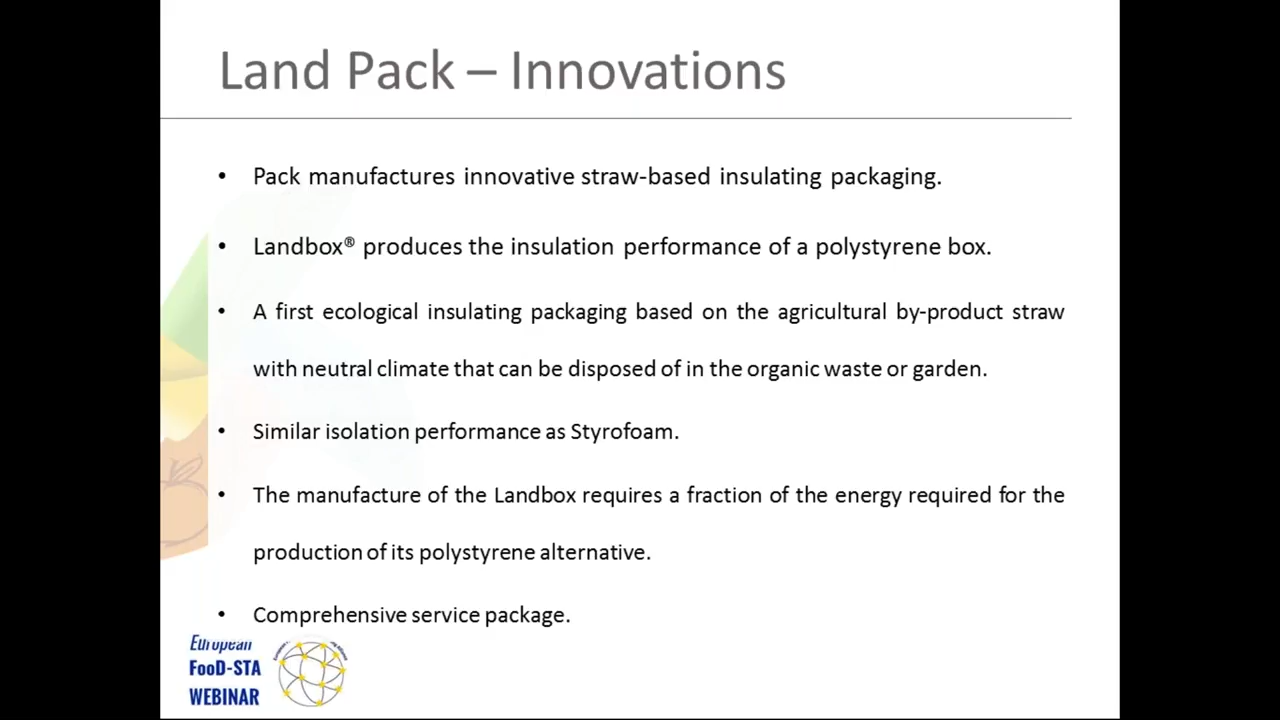 Land Pack – Innovations
• Pack manufactures innovative straw-based insulating packaging.
• Landbox® produces the insulation performance of a polystyrene box.
• A first ecological insulating packaging based on the agricultural by-product straw
with neutral climate that can be disposed of in the organic waste or garden.
• Similar isolation performance as Styrofoam.
• The manufacture of the Landbox requires a fraction of the energy required for the
production of its polystyrene alternative.
• Comprehensive service package.
European
FooD-STA
WEBINAR